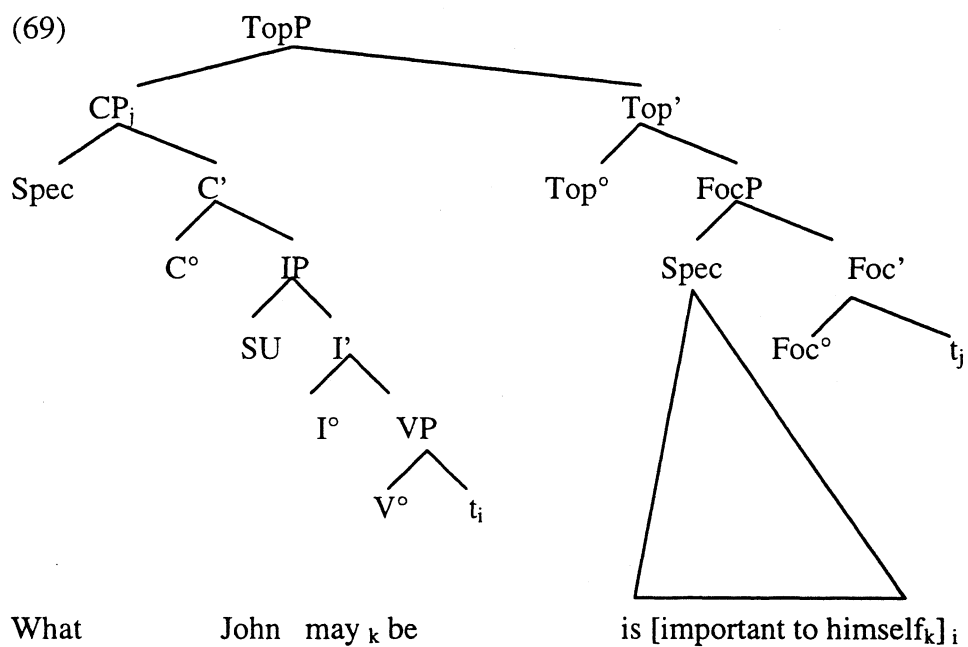 (69) TopP
CPj Top’
Spec C’ Top° FocP
C° IP Spec Foc’
SU I’ Foc° tj
I° VP
V° ti
What John may k be is [important to himselfk] i